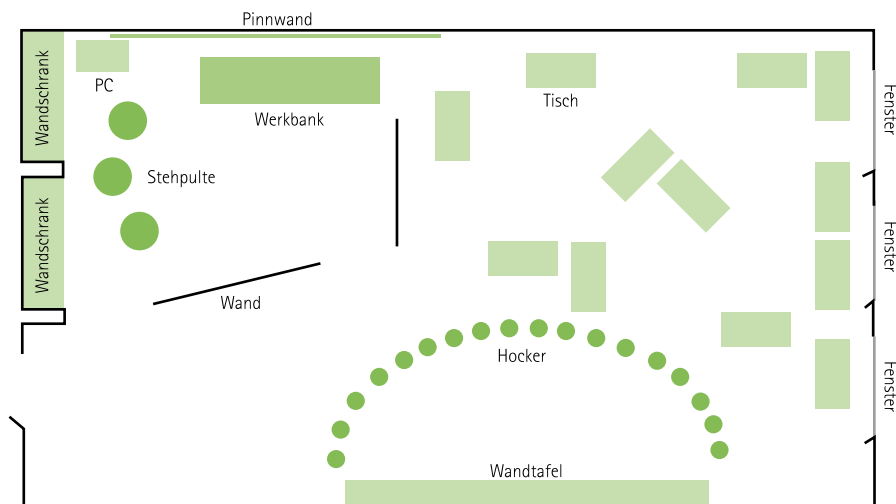 Pinnwand
Wandschrank
PC
Werkbank
Tisch
Fenster
Stehpulte
Wandschrank
Fenster
Wand
Hocker
Fenster
Wandtafel